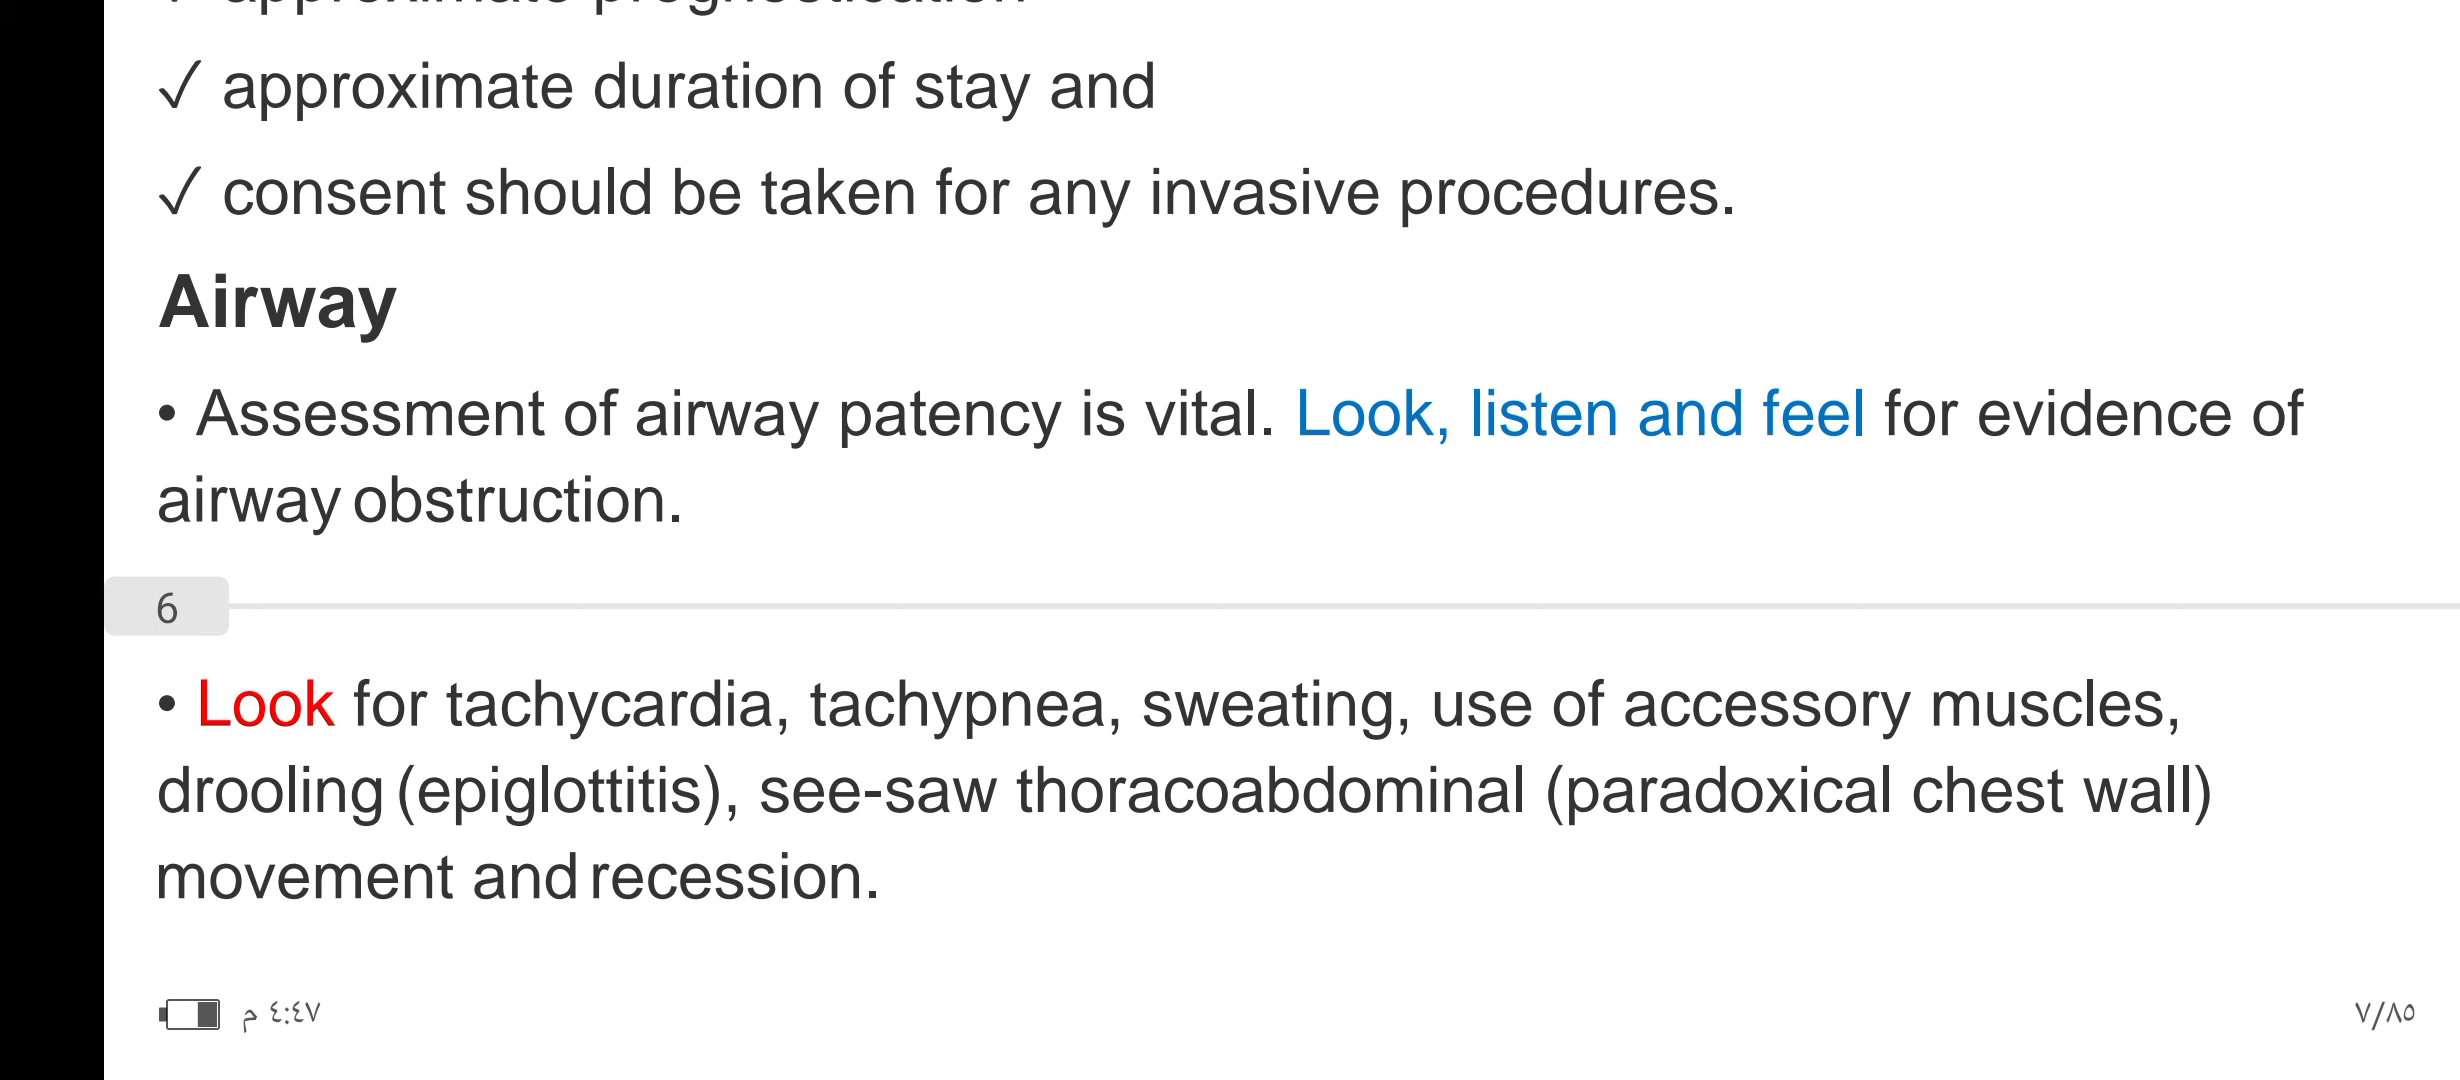 ✓ approximate prognostication
✓ approximate duration of stay and
✓ consent should be taken for any invasive procedures.
Airway
• Assessment of airway patency is vital. Look, listen and feel for evidence of
airway obstruction.
6
• Look for tachycardia, tachypnea, sweating, use of accessory muscles,
drooling (epiglottitis), see-saw thoracoabdominal (paradoxical chest wall)
movement and recession.
٤:٤٧ م
٧/٨٥